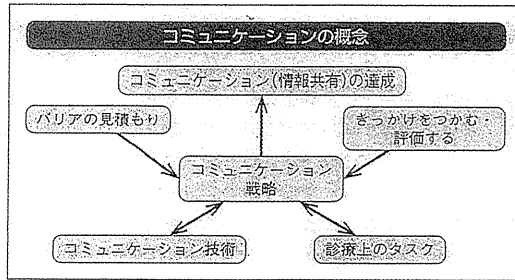 コミュニケーションの概念
コミュニケーション(情報共有)の達成
バリアの見積もり
きっかけをつかむ・
評価する
コミュニケーション
戦略
コミュニケーション技術
診療上のタスク